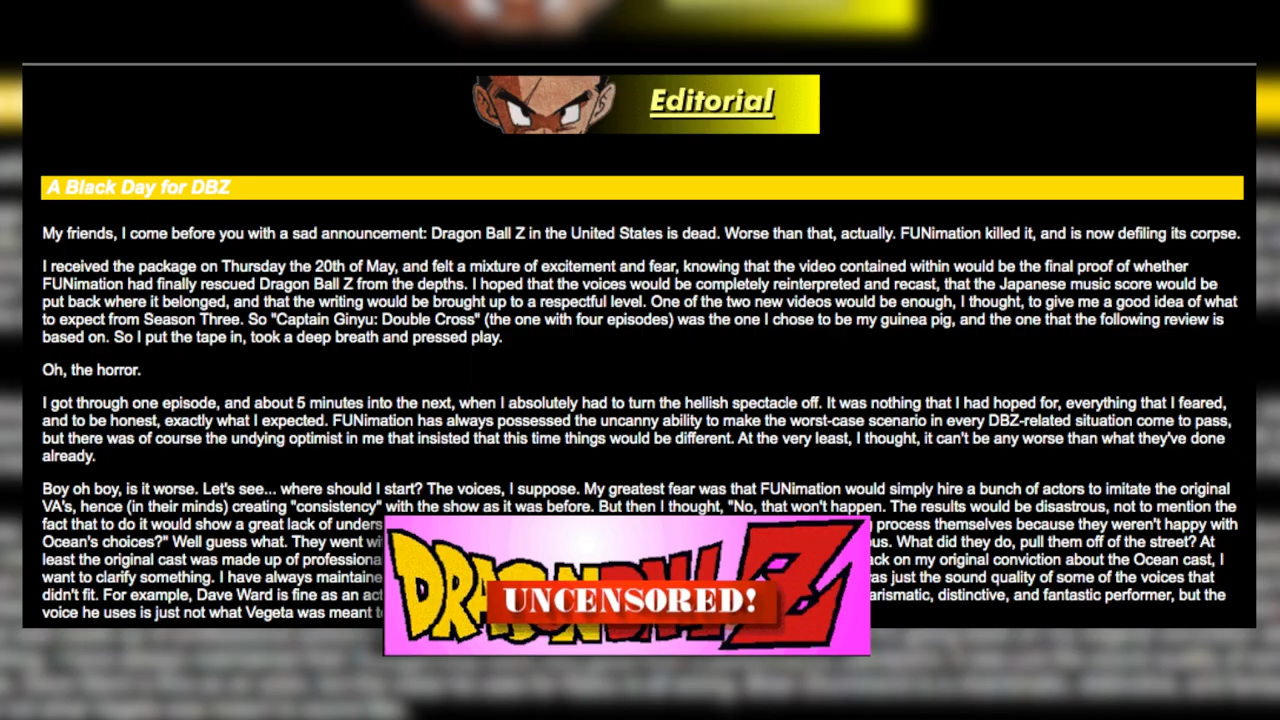 Editorial
A Black Day for DBZ
My friends, I come before you with a sad announcement: Dragon Ball Z in the United States is dead. Worse than that, actually. FUNimation killed it, and is now defiling its corpse.
I received the package on Thursday the 20th of May, and felt a mixture of excitement and fear, knowing that the video contained within would be the final proof of whether
FUNimation had finally rescued Dragon Ball Z from the depths. I hoped that the voices would be completely reinterpreted and recast, that the Japanese music score would be
put back where it belonged, and that the writing would be brought up to a respectful level. One of the two new videos would be enough, I thought, to give me a good idea of what
to expect from Season Three. So "Captain Ginyu: Double Cross" (the one with four episodes) was the one I chose to be my guinea pig, and the one that the following review is
based on. So I put the tape in, took a deep breath and pressed play.
Oh, the horror.
I got through one episode, and about 5 minutes into the next, when I absolutely had to turn the hellish spectacle off. It was nothing that I had hoped for, everything that I feared,
and to be honest, exactly what I expected. FUNimation has always possessed the uncanny ability to make the worst-case scenario in every DBZ-related situation come to pass,
but there was of course the undying optimist in me that insisted that this time things would be different. At the very least, I thought, it can't be any worse than what they've done
already.
Boy oh boy, is it worse. Let's see... where should I start? The voices, I suppose. My greatest fear was that FUNimation would simply hire a bunch of actors to imitate the original
VA's, hence (in their minds) creating "consistency" with the show as it was before. But then I thought, "No, that won't happen. The results would be disastrous, not to mention the
fact that to do it would show a great lack of process themselves because they weren't happy with
Ocean's choices?" Well guess what. They went What did they do, pull them off of the street? At
least the original cast was made up of on my original conviction about the Ocean cast, I
want to clarify something. I have always just the sound quality of some of the voices that
didn't fit. For example, Dave Ward is fine as an distinctive, and fantastic performer, but the
voice he uses is just not what Vegeta was meant
DRAGONBALL Z
UNCENSORED!